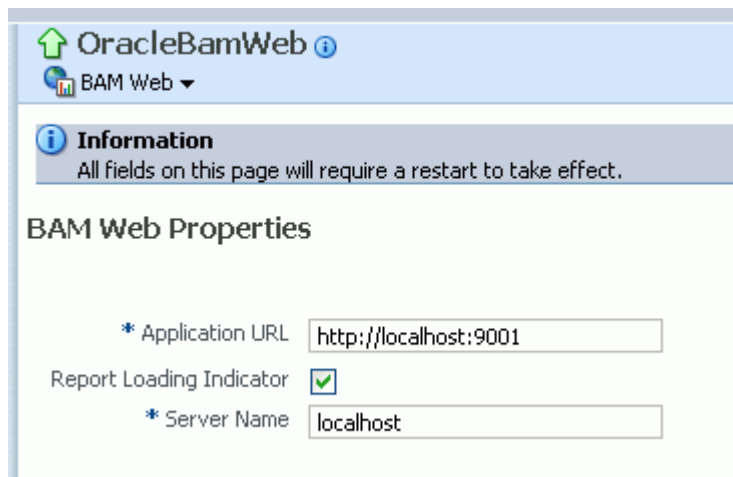 OracleBamWeb
BAM Web
Information
All fields on this page will require a restart to take effect.
BAM Web Properties
* Application URL http://localhost:9001
Report Loading Indicator
* Server Name localhost